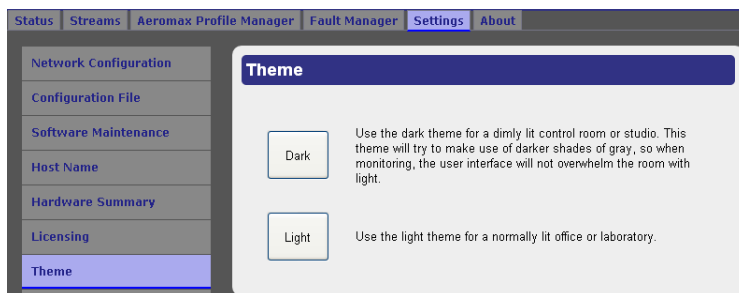 Status Streams Aeromax Profile Manager Fault Manager Settings About
Network Configuration
Configuration File
Software Maintenance
Host Name
Hardware Summary
Licensing
Theme
Theme
Dark
Use the dark theme for a dimly lit control room or studio. This
theme will try to make use of darker shades of gray, so when
monitoring, the user interface will not overwhelm the room with
light.
Light
Use the light theme for a normally lit office or laboratory.